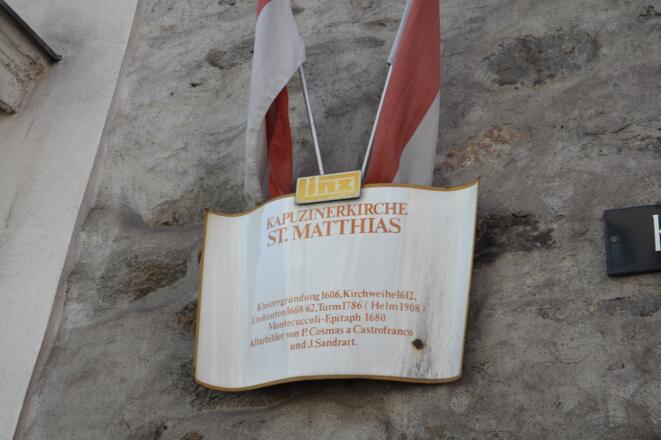 linz
KAPUZINERKIRCHE
ST. MATTHIAS
Klostergründung 1606, Kirchweihe 1612,
Umbauten 1660/62, Turm 1786 (Helm 1908)
Montecuccoli-Epitaph 1680
Altarbilder von P. Cosmas a Castrofranco
und J. Sandrart.